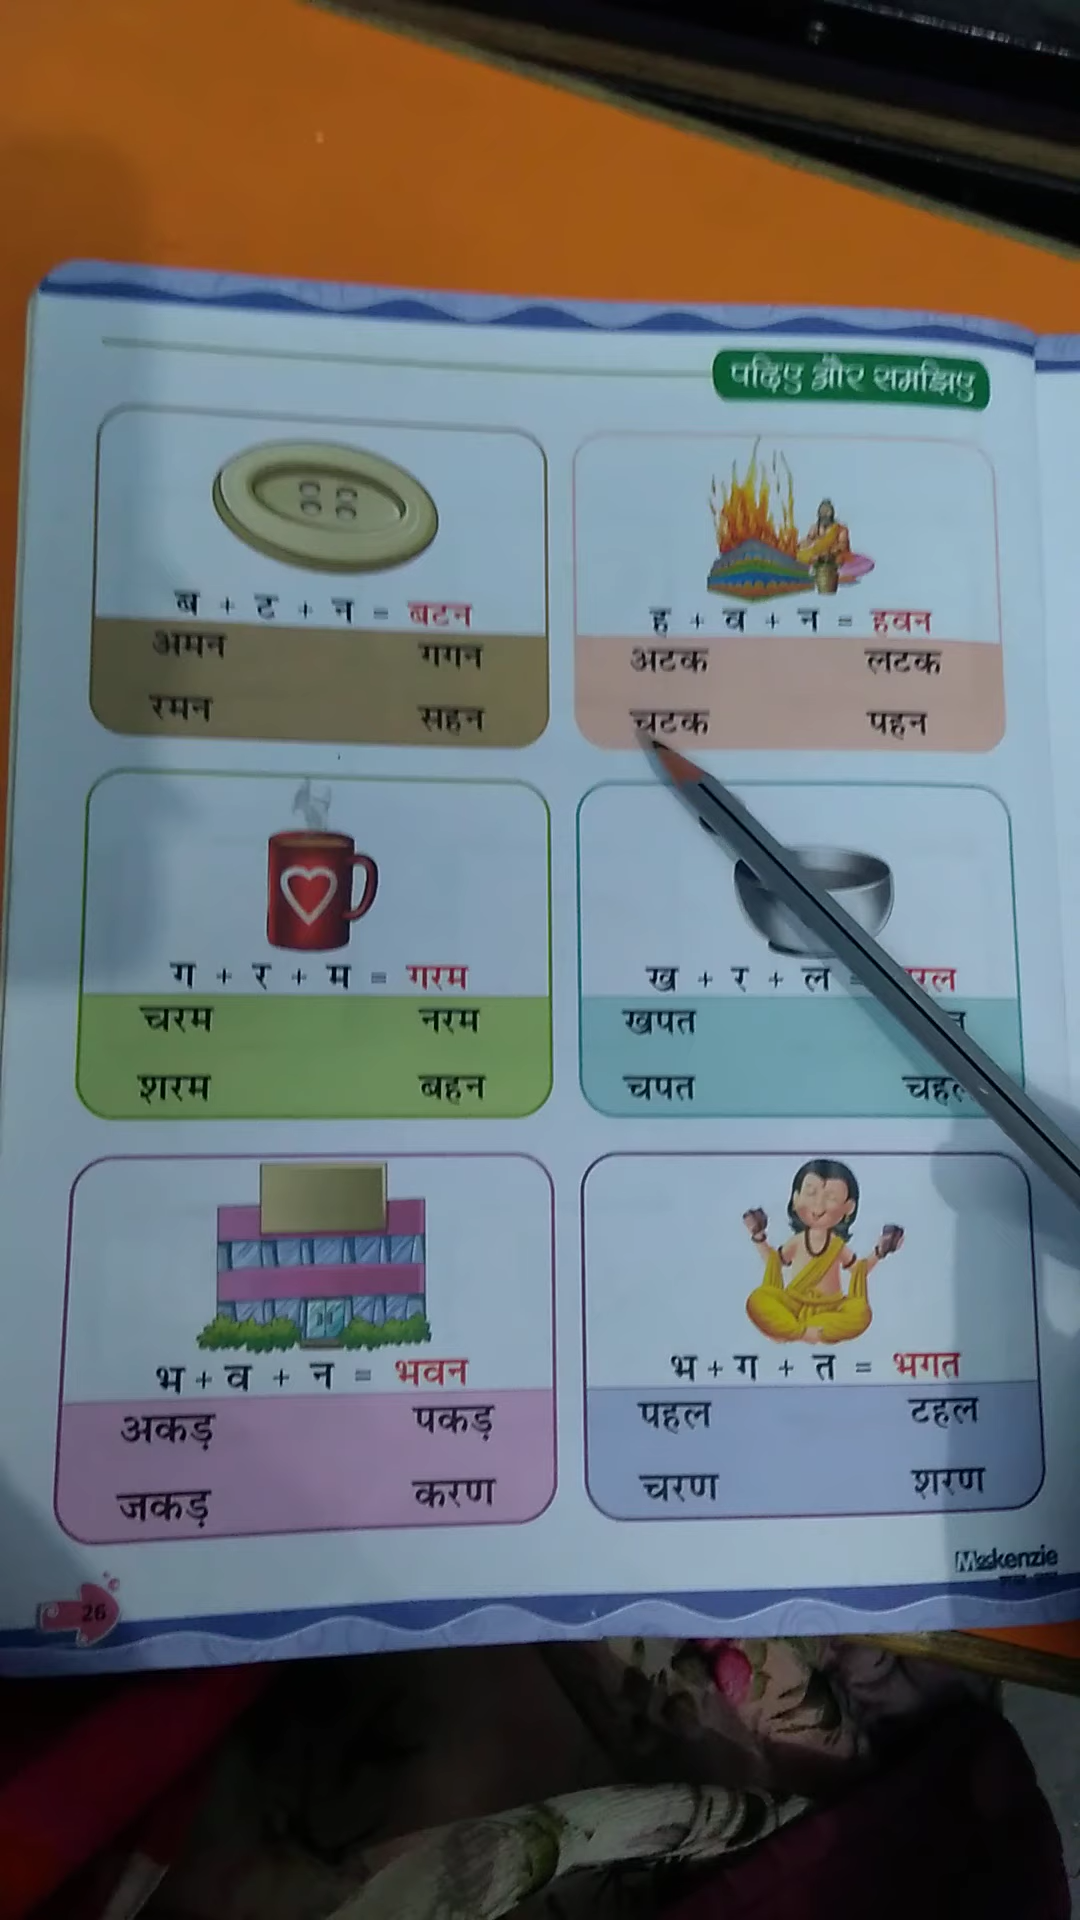 पढ़िए और समझिए
ब + ट + न = बटन
अमन गगन
रमन सहन
ह + व + न = हवन
अटक लटक
चटक पहन
ग + र + म = गरम
चरम नरम
शरम बहन
ख + र + ल =
खपत
चपत
भ + व + न = भवन
अकड़ पकड़
जकड़ करण
भ + ग + त = भगत
पहल टहल
चरण शरण
26